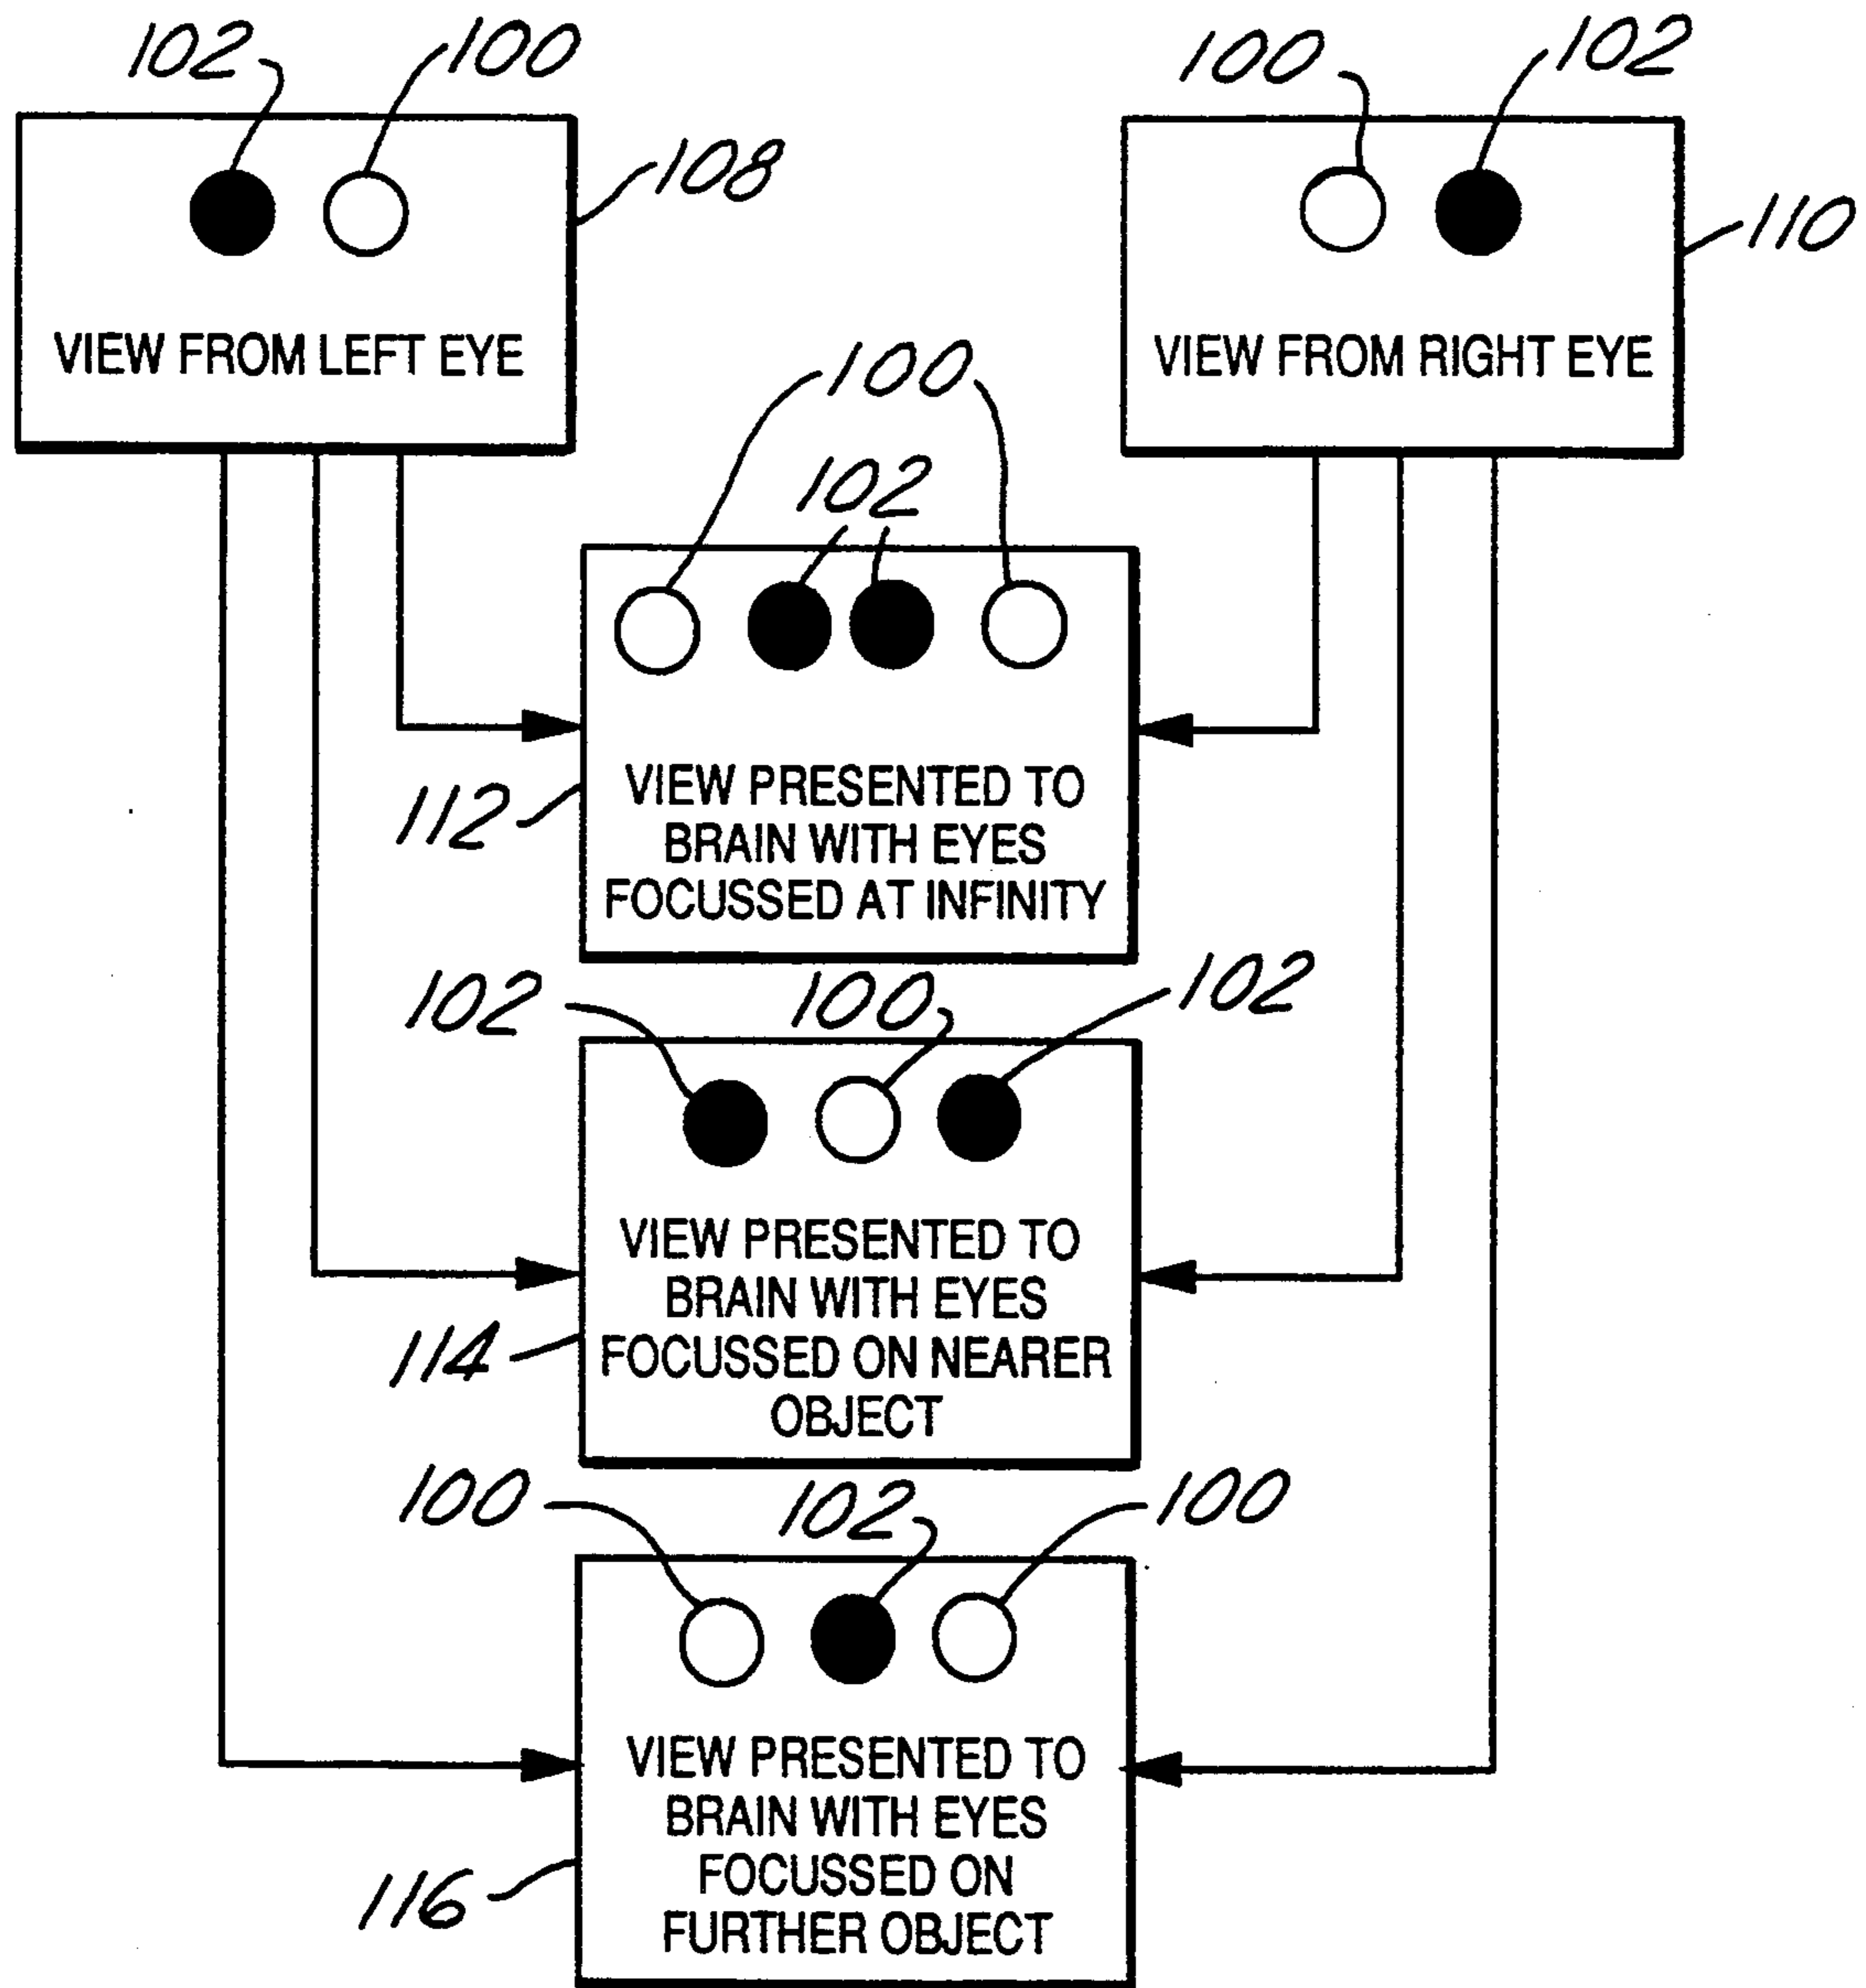 102 100
100 102
108
110
VIEW FROM LEFT EYE
VIEW FROM RIGHT EYE
100
102
112
VIEW PRESENTED TO
BRAIN WITH EYES
FOCUSSED AT INFINITY
102 100 102
114
VIEW PRESENTED TO
BRAIN WITH EYES
FOCUSSED ON NEARER
OBJECT
100 102 100
116
VIEW PRESENTED TO
BRAIN WITH EYES
FOCUSSED ON
FURTHER OBJECT